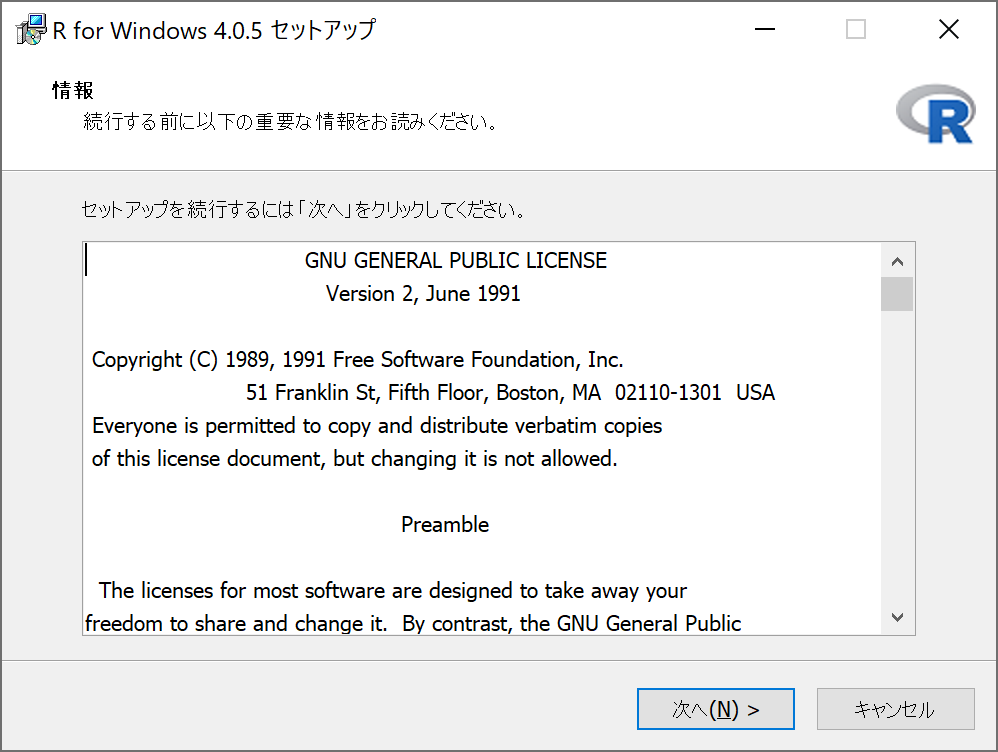 R for Windows 4.0.5 セットアップ
情報
続行する前に以下の重要な情報をお読みください。
R
セットアップを続行するには「次へ」をクリックしてください。
GNU GENERAL PUBLIC LICENSE
Version 2, June 1991
Copyright (C) 1989, 1991 Free Software Foundation, Inc.
51 Franklin St, Fifth Floor, Boston, MA  02110-1301  USA
Everyone is permitted to copy and distribute verbatim copies
of this license document, but changing it is not allowed.
Preamble
The licenses for most software are designed to take away your
freedom to share and change it.  By contrast, the GNU General Public
次へ(N) >
キャンセル